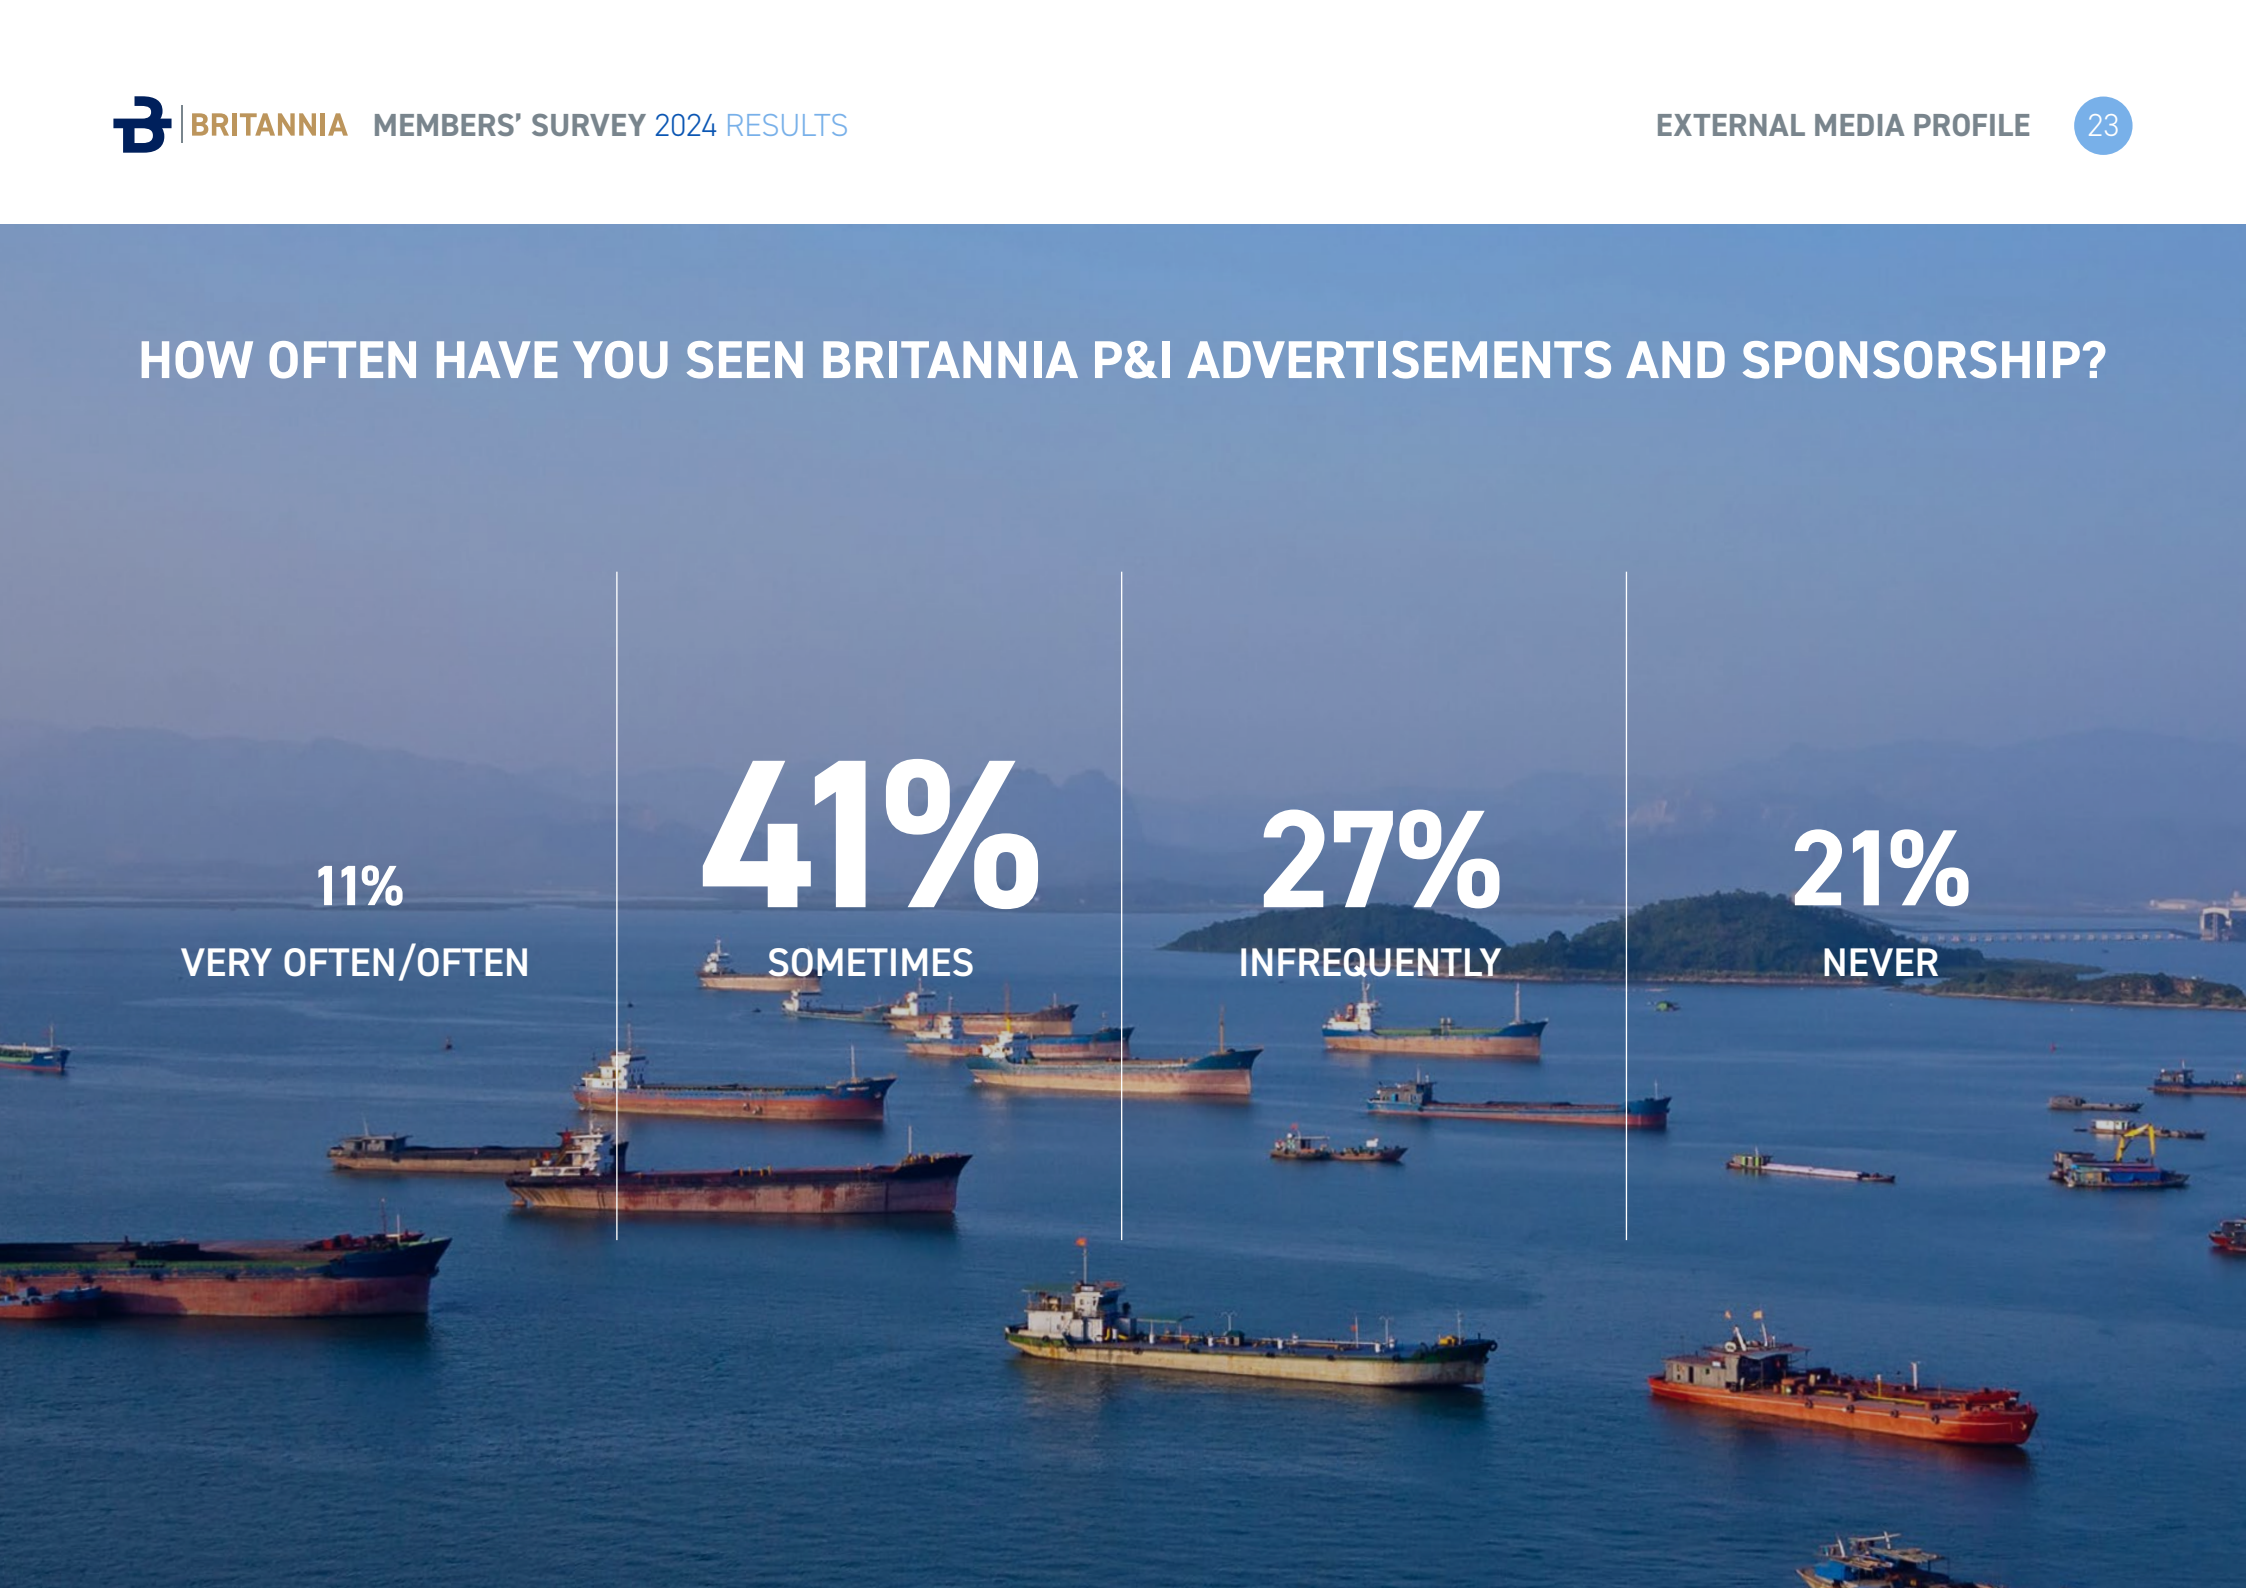 BRITANNIA MEMBERS' SURVEY 2024 RESULTS
EXTERNAL MEDIA PROFILE 23
HOW OFTEN HAVE YOU SEEN BRITANNIA P&I ADVERTISEMENTS AND SPONSORSHIP?
11%
VERY OFTEN/OFTEN
41%
SOMETIMES
27%
INFREQUENTLY
21%
NEVER